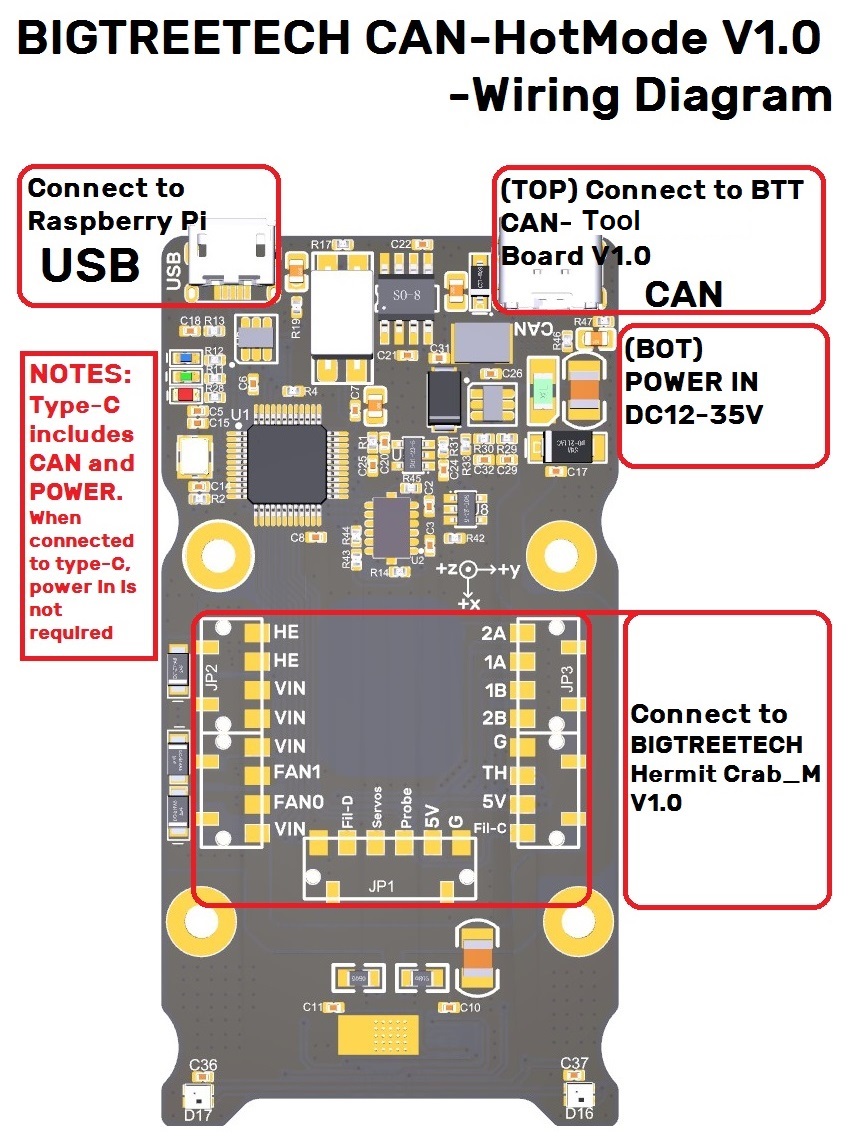 BIGTREETECH CAN-HotMode V1.0
-Wiring Diagram
Connect to
Raspberry Pi
USB
USB
(TOP) Connect to BTT
CAN- Tool
Board V1.0
CAN
(BOT)
POWER IN
DC12-35V
NOTES:
Type-C
includes
CAN and
POWER.
When
connected
to type-C,
power in is
not
required
R17
C22
8-OS
R19
CAN
R47
R46
C18
R13
R12
R11
R28
C5
C15
C6
C21
C31
C26
R4
C7
U1
R1
C20
C25
U
R31
C24
R33
R30
R29
C32
C29
C17
C14
R2
R45
C2
C3
J8
C8
R44
R43
R14
U2
R42
+z
+y
+x
JP2
HE
HE
VIN
VIN
VIN
FAN1
FAN0
VIN
2A
1A
1B
2B
G
TH
5V
Fil-C
JP3
Fil-D
Servos
Probe
5V
G
JP1
Connect to
BIGTREETECH
Hermit Crab_M
V1.0
C11
C10
C36
D17
C37
D16